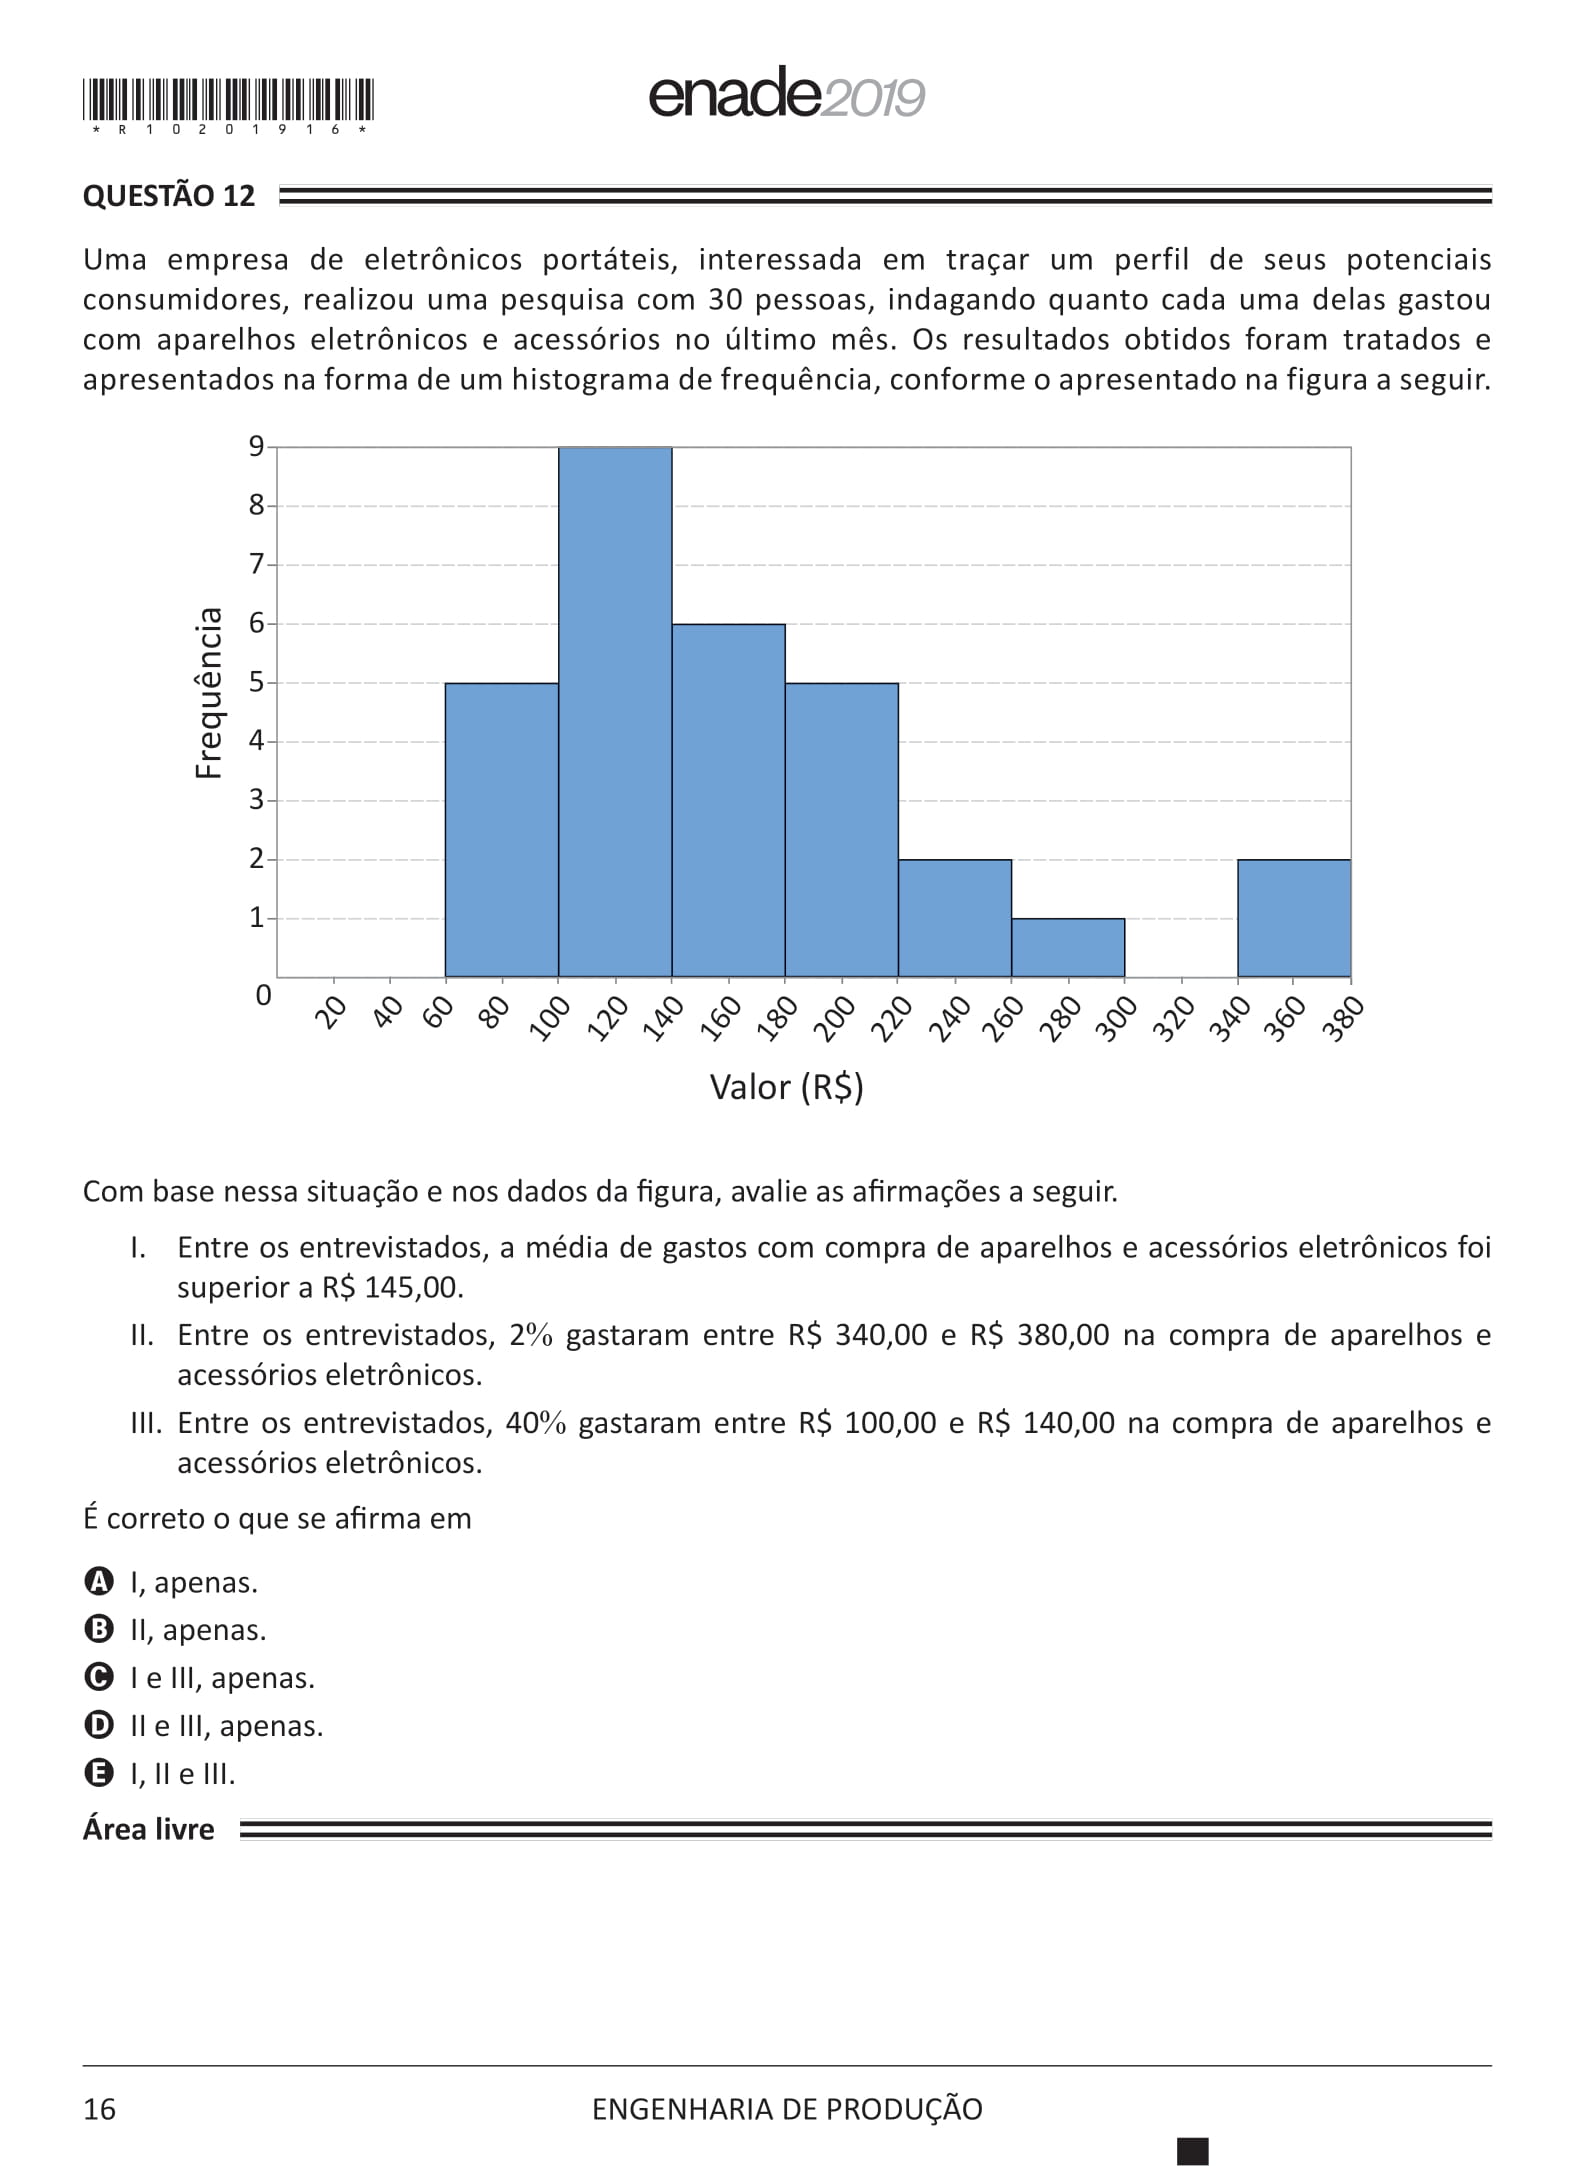 *R10201916*
enade2019
QUESTÃO 12
Uma empresa de eletrônicos portáteis, interessada em traçar um perfil de seus potenciais
consumidores, realizou uma pesquisa com 30 pessoas, indagando quanto cada uma delas gastou
com aparelhos eletrônicos e acessórios no último mês. Os resultados obtidos foram tratados e
apresentados na forma de um histograma de frequência, conforme o apresentado na figura a seguir.
Frequência
9
8
7
6
5
4
3
2
1
0
20 40 60 80 100 120 140 160 180 200 220 240 260 280 300 320 340 360 380
Valor (R$)
Com base nessa situação e nos dados da figura, avalie as afirmações a seguir.
I. Entre os entrevistados, a média de gastos com compra de aparelhos e acessórios eletrônicos foi
superior a R$ 145,00.
II. Entre os entrevistados, 2% gastaram entre R$ 340,00 e R$ 380,00 na compra de aparelhos e
acessórios eletrônicos.
III. Entre os entrevistados, 40% gastaram entre R$ 100,00 e R$ 140,00 na compra de aparelhos e
acessórios eletrônicos.
É correto o que se afirma em
A I, apenas.
B II, apenas.
C I e III, apenas.
D II e III, apenas.
E I, II e III.
Área livre
16
ENGENHARIA DE PRODUÇÃO